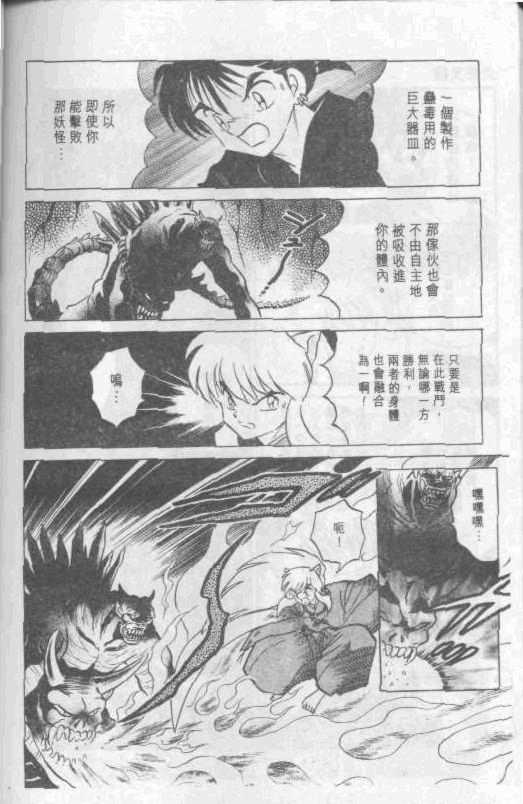 一個製作
蠱毒用的
巨大器皿。
所以
即使你
能擊敗
那妖怪…
那傢伙也會
不由自主地
被吸收進
你的體內。
シ
只要是
在此戰鬥，
無論哪一方
勝利，
兩者的身體
也會融合
為一啊！
嗚…
嘿嘿嘿…
呃！